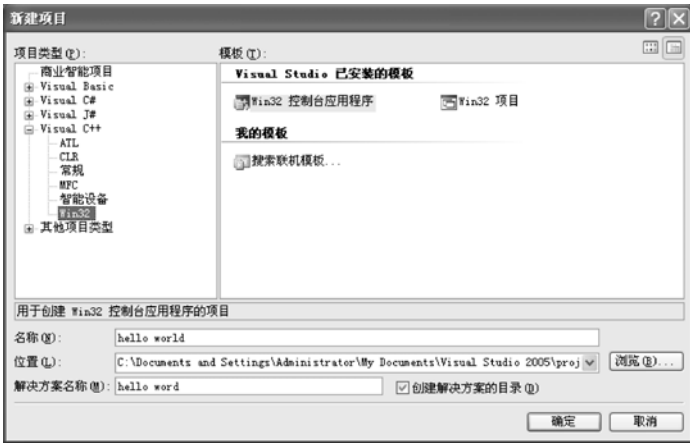 新建项目
项目类型(P):
模板(T):
商业智能项目
Visual Basic
Visual C#
Visual J#
Visual C++
ATL
CLR
常规
MFC
智能设备
Win32
其他项目类型
Visual Studio 已安装的模板
Win32 控制台应用程序 Win32 项目
我的模板
搜索联机模板...
用于创建 Win32 控制台应用程序的项目
名称(N): hello world
位置(L): C:\Documents and Settings\Administrator\My Documents\Visual Studio 2005\proj 浏览(B)...
解决方案名称(M): hello word 创建解决方案的目录(D)
确定 取消